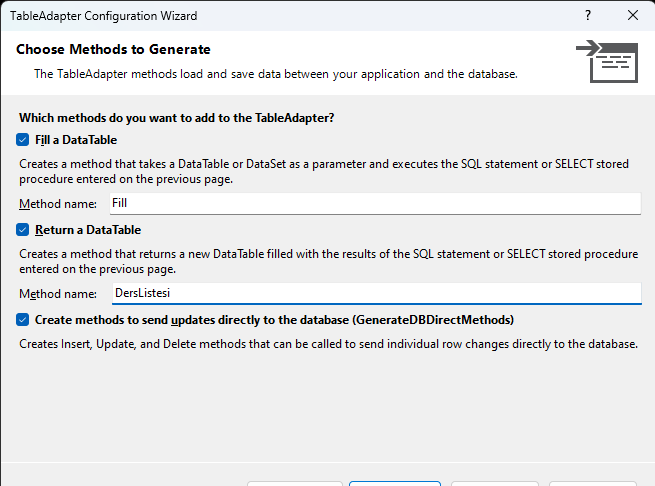 TableAdapter Configuration Wizard
?
Choose Methods to Generate
The TableAdapter methods load and save data between your application and the database.
Which methods do you want to add to the TableAdapter?
Fill a DataTable
Creates a method that takes a DataTable or DataSet as a parameter and executes the SQL statement or SELECT stored
procedure entered on the previous page.
Method name: Fill
Return a DataTable
Creates a method that returns a new DataTable filled with the results of the SQL statement or SELECT stored procedure
entered on the previous page.
Method name: DersListesi
Create methods to send updates directly to the database (GenerateDBDirectMethods)
Creates Insert, Update, and Delete methods that can be called to send individual row changes directly to the database.